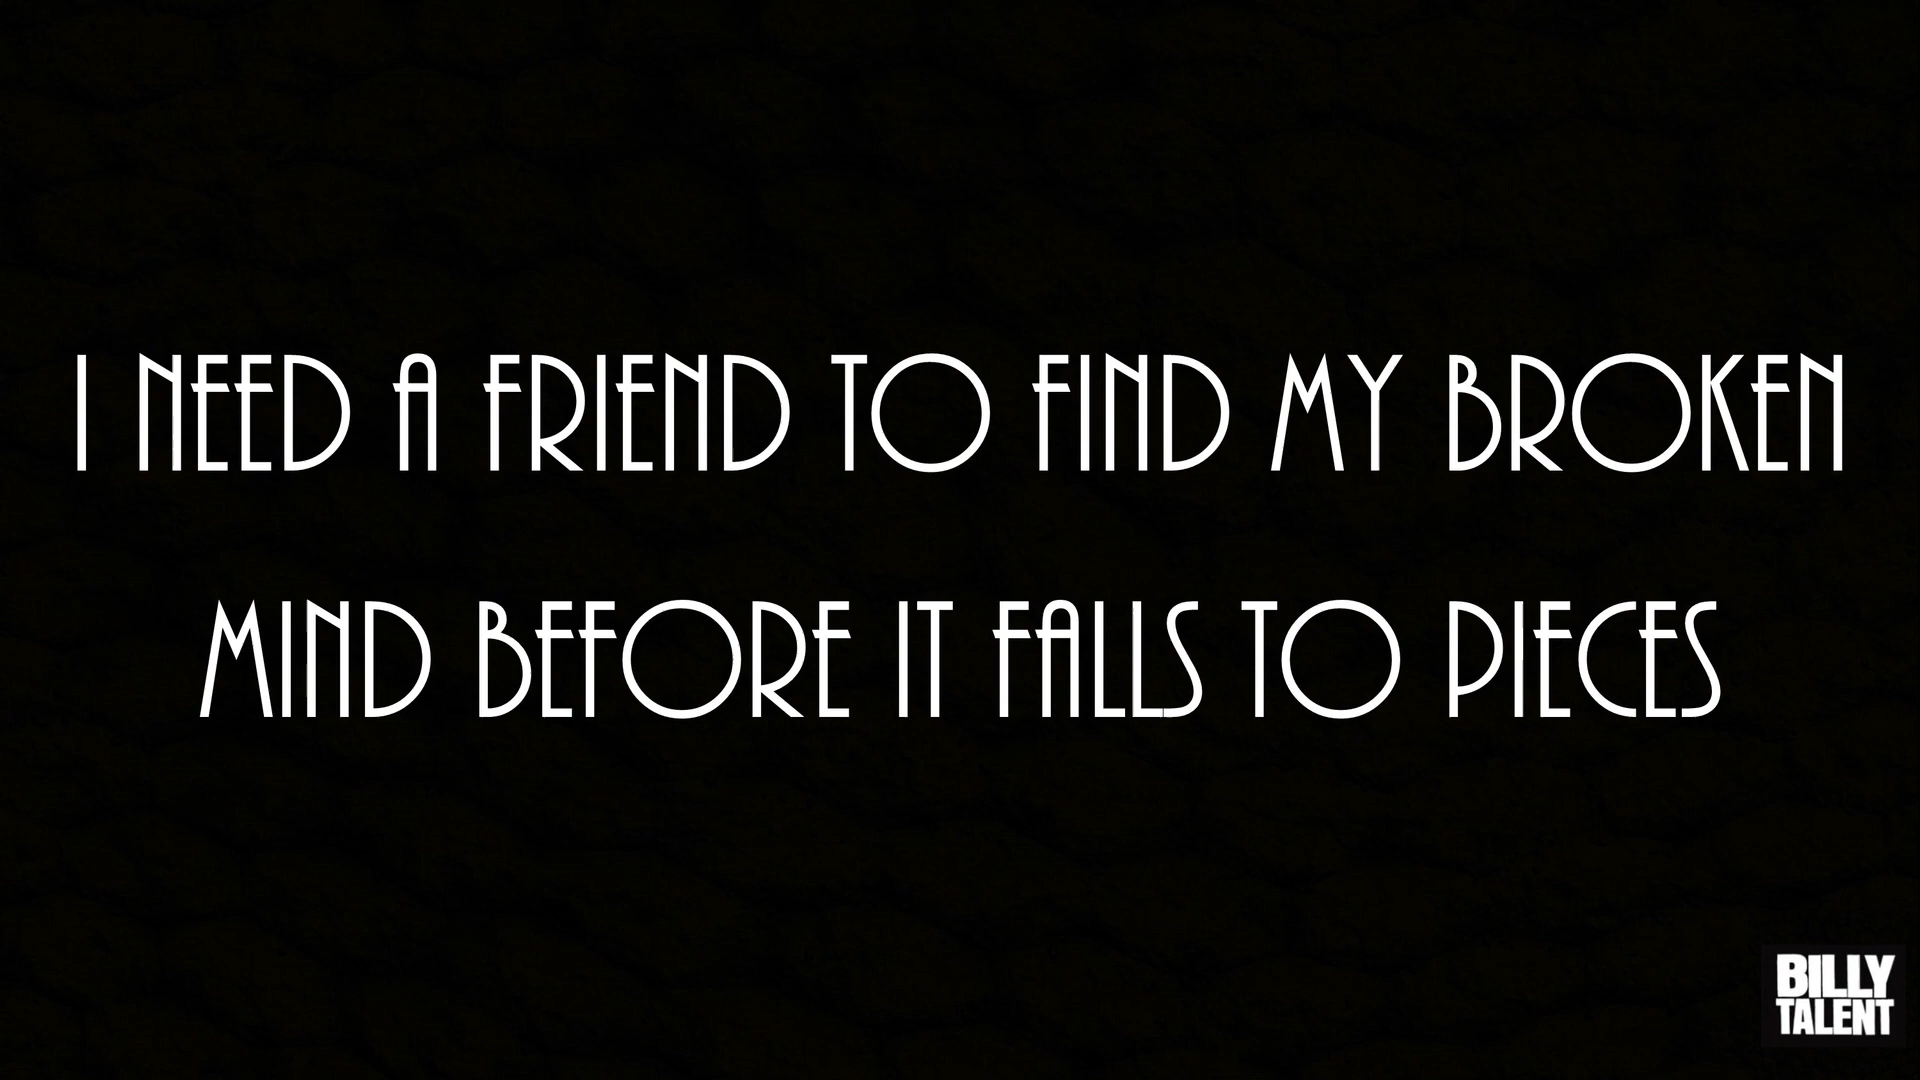 I NEED A FRIEND TO FIND MY BROKEN
MIND BEFORE IT FALLS TO PIECES
BILLY
TALENT